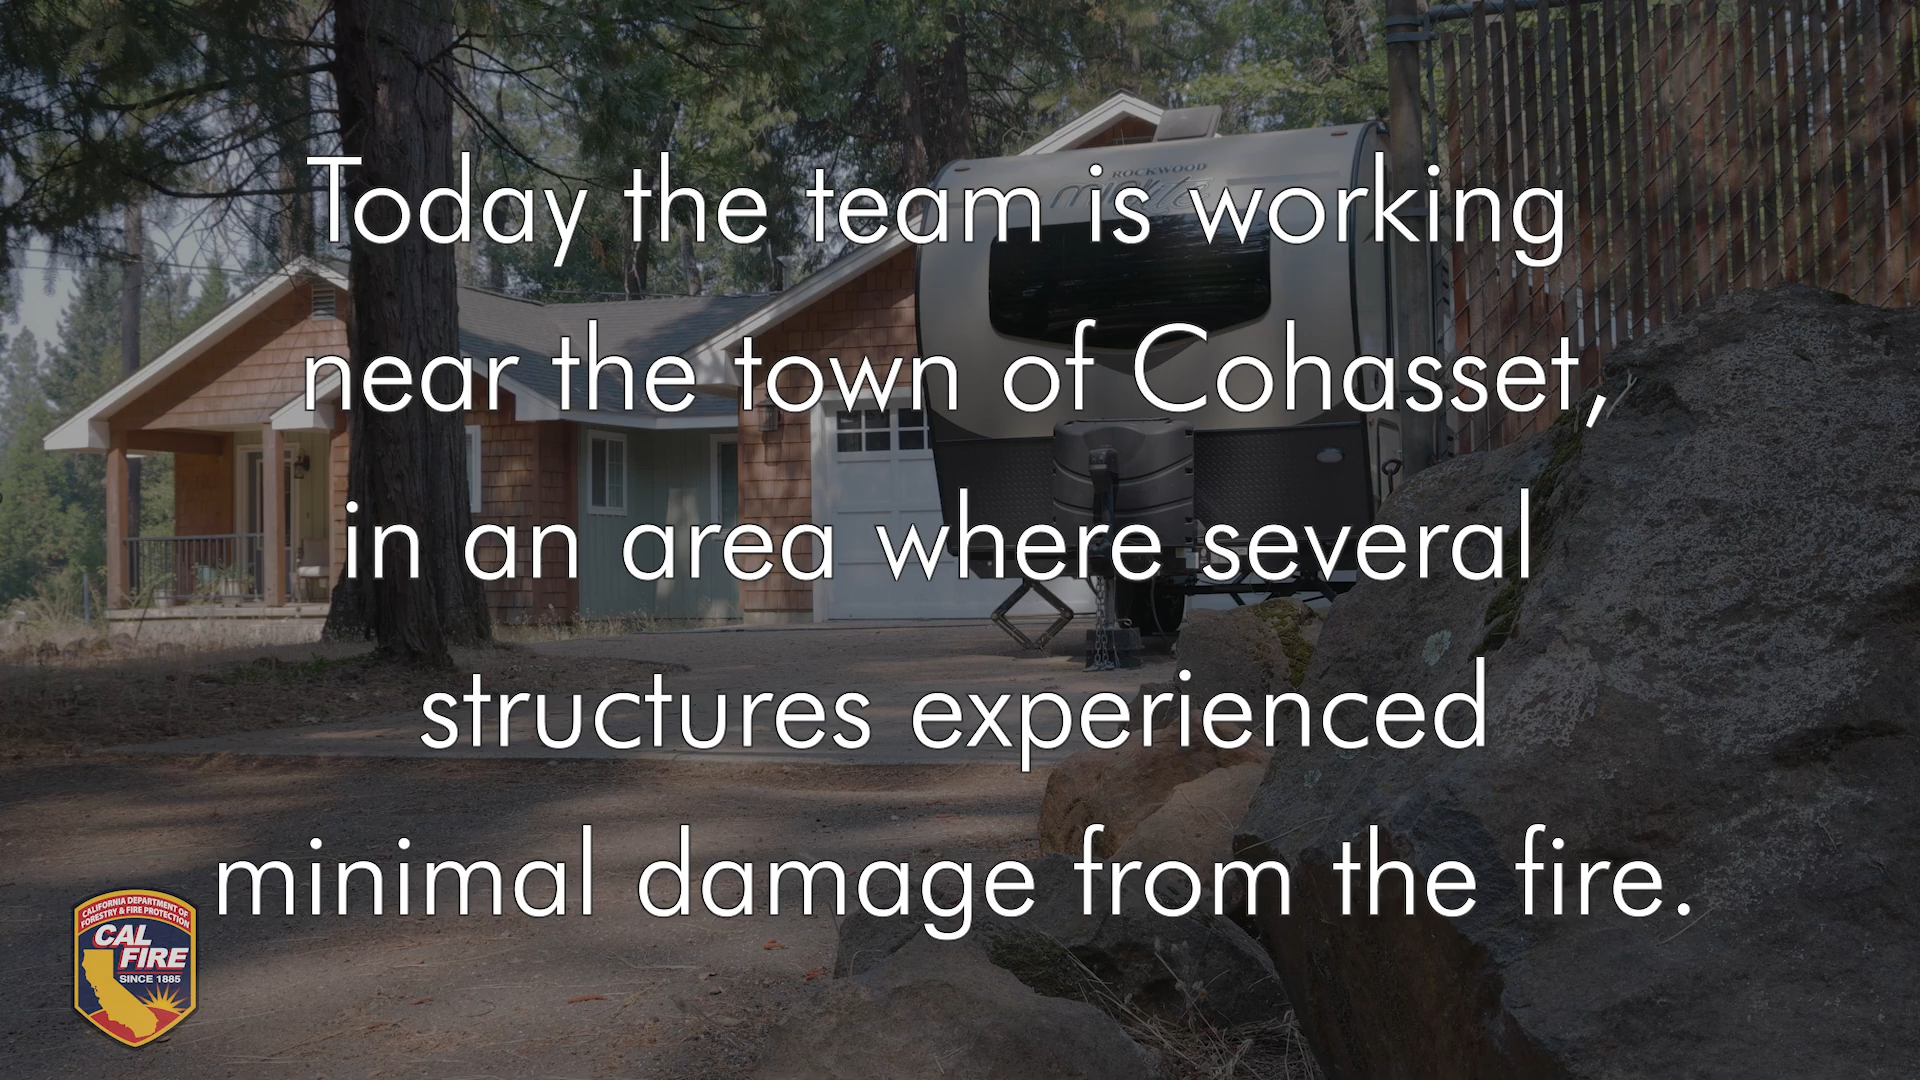 ROCKWOOD
Today the team is working
near the town of Cohasset,
in an area where several
structures experienced
minimal damage from the fire.
CALIFORNIA DEPARTMENT OF
FORESTRY & FIRE PROTECTION
CAL
FIRE
SINCE 1885